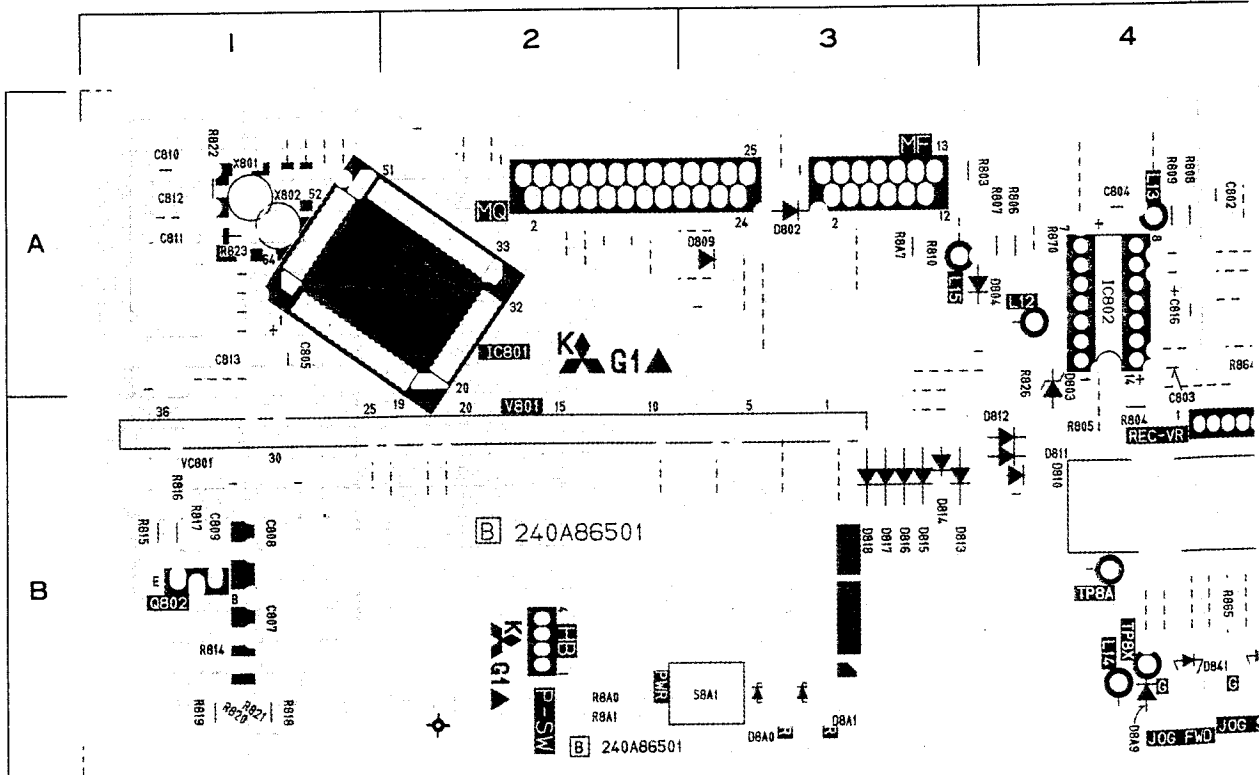 1 2 3 4
A
B
C810
R822
X801
C812
X802
52
51
C811
R823
64
1
C813
C805
33
32
IC801
20
19
MQ
2
25
24
K G1
D809
D802
MF
13
12
2
R8A7
R810
L15
R803
R807
R806
D804
L12
R870
7
C804
L13
8
R809
R808
C802
IC802
C816
1
14
R826
D803
C803
R864
R805
R804
REC-VR
1
36
25
20
V801
15
10
5
1
VC801
30
D812
D811
D810
R816
R815
R817
C809
C808
E
Q802
B
C807
R814
R819
R820
R821
R818
B 240A86501
K G1
4
1
P-SW
PWR
R8A0
R8A1
S8A1
B 240A86501
D8A0
R
R
D8A1
D818
D817
D816
D815
D814
D813
TP8A
R865
TP8X
L14
D841
G
G
D8A9
JOG FWD
JOG